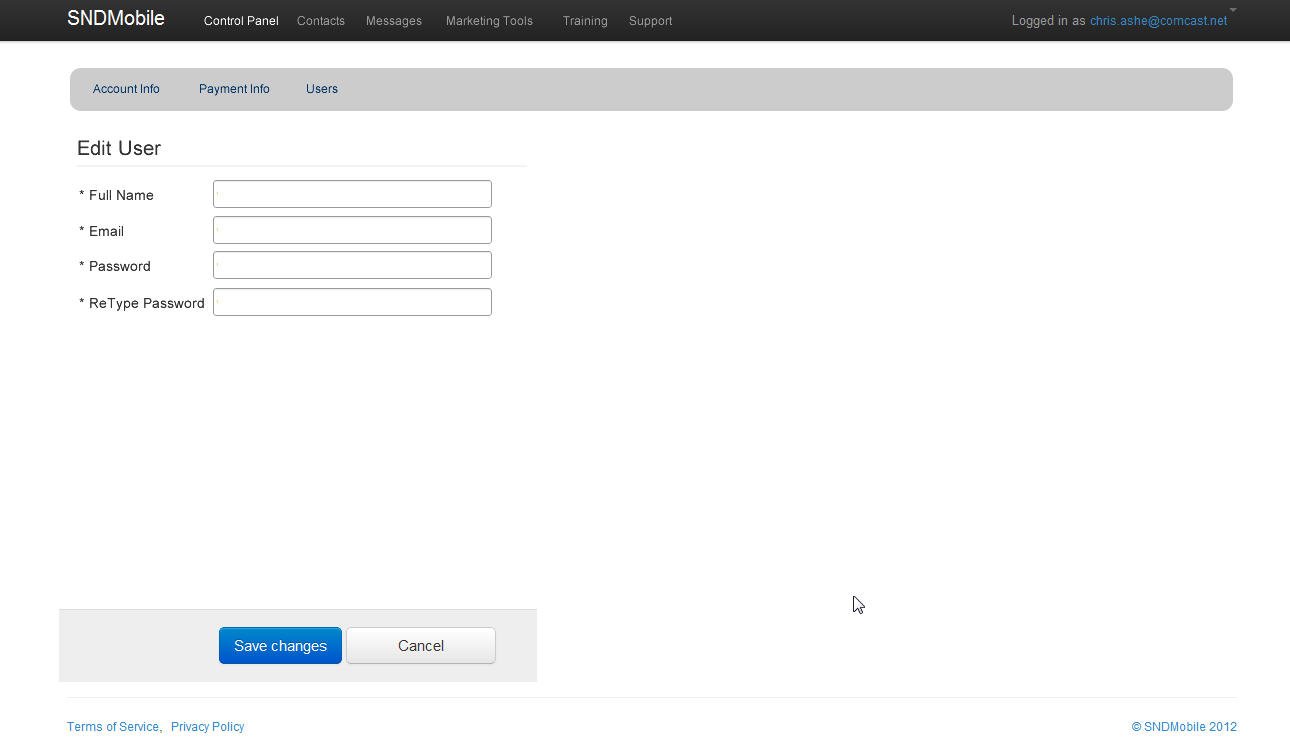 SNDMobile Control Panel Contacts Messages Marketing Tools Training Support Logged in as chris.ashe@comcast.net
Account Info Payment Info Users
Edit User
* Full Name
* Email
* Password
* ReType Password
Save changes Cancel
Terms of Service, Privacy Policy © SNDMobile 2012